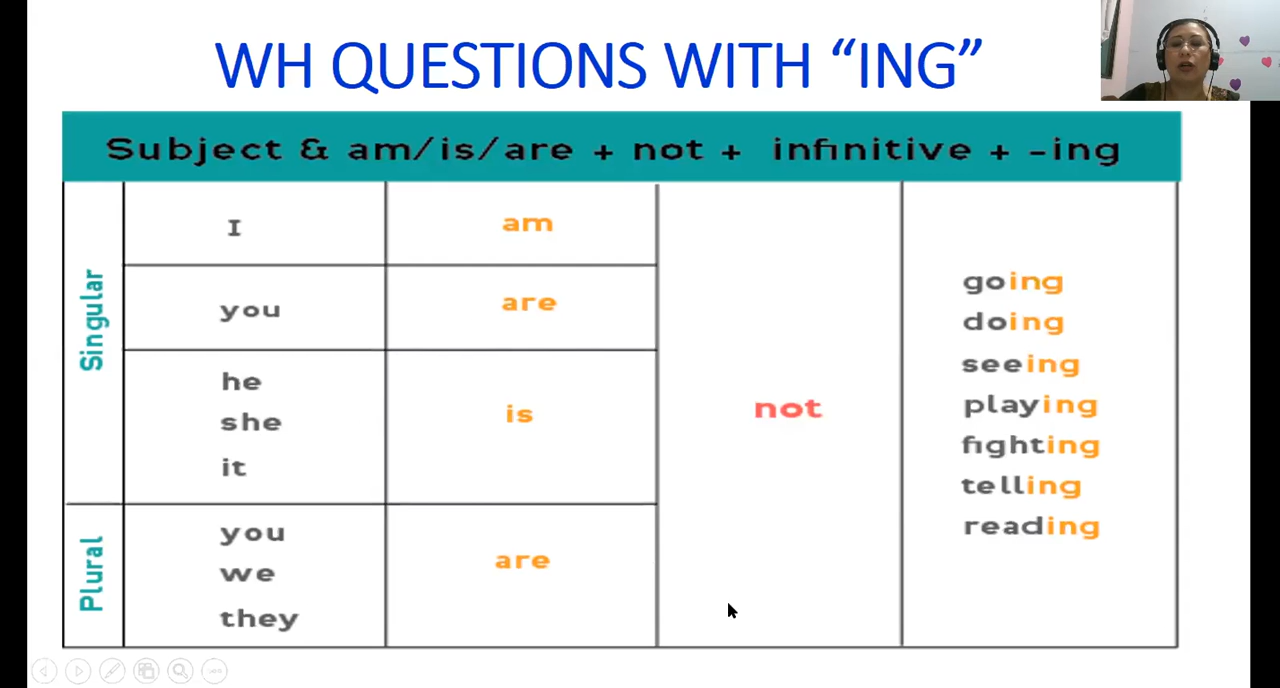 WH QUESTIONS WITH “ING”
Subject & am/is/are + not + infinitive + -ing
Singular
I
am
you
are
he
she
it
is
Plural
you
we
they
are
not
going
doing
seeing
playing
fighting
telling
reading